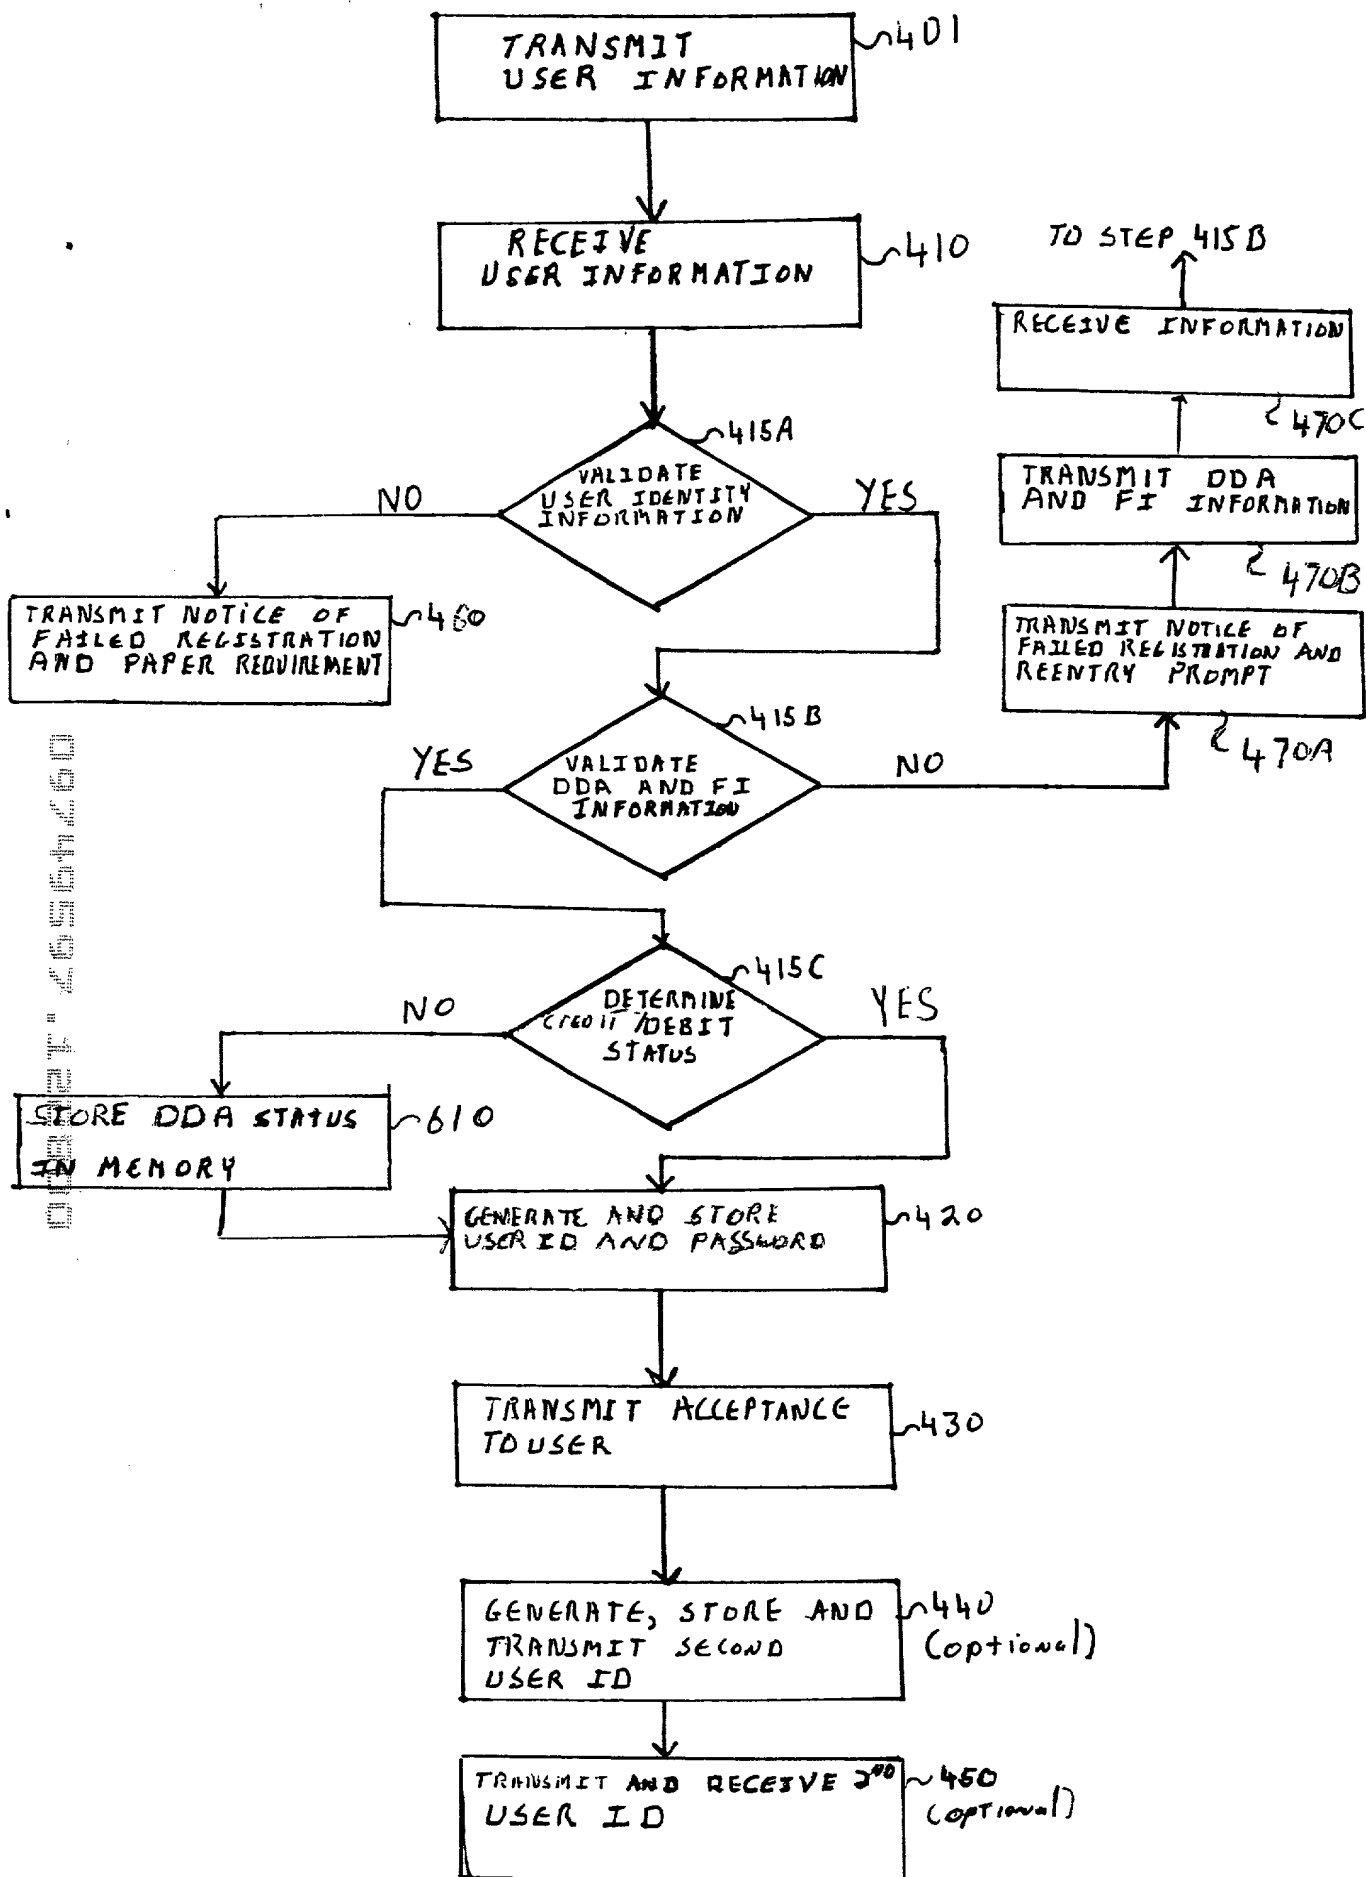 TRANSMIT
USER INFORMATION
401
RECEIVE
USER INFORMATION
410
TO STEP 415B
RECEIVE INFORMATION
470C
415A
VALIDATE
USER IDENTITY
INFORMATION
NO
YES
TRANSMIT DDA
AND FI INFORMATION
470B
TRANSMIT NOTICE OF
FAILED REGISTRATION
AND PAPER REQUIREMENT
460
TRANSMIT NOTICE OF
FAILED REGISTRATION AND
REENTRY PROMPT
470A
415B
VALIDATE
DDA AND FI
INFORMATION
YES
NO
415C
DETERMINE
CREDIT/DEBIT
STATUS
NO
YES
STORE DDA STATUS
IN MEMORY
610
GENERATE AND STORE
USER ID AND PASSWORD
420
TRANSMIT ACCEPTANCE
TO USER
430
GENERATE, STORE AND
TRANSMIT SECOND
USER ID
440
(optional)
TRANSMIT AND RECEIVE 2ND
USER ID
450
(optional)